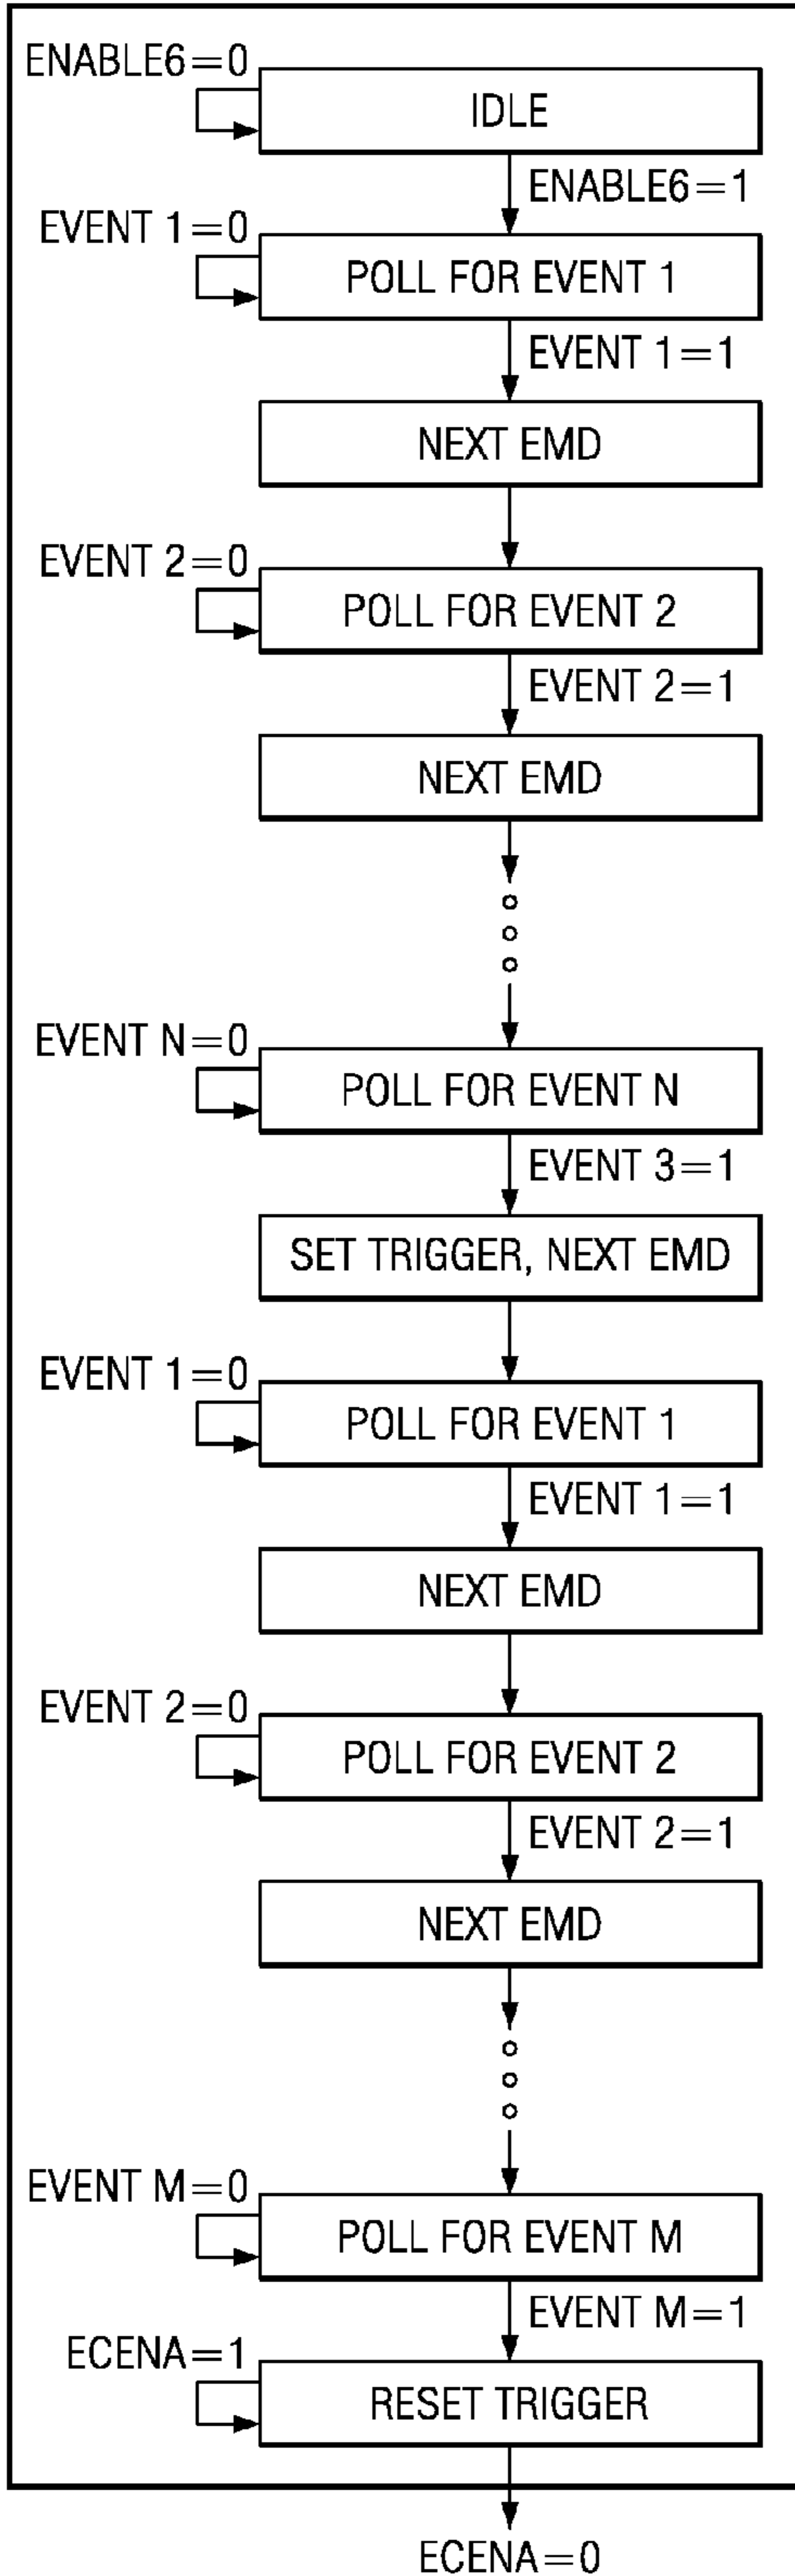 ENABLE6=0
IDLE
ENABLE6=1
EVENT 1=0
POLL FOR EVENT 1
EVENT 1=1
NEXT EMD
EVENT 2=0
POLL FOR EVENT 2
EVENT 2=1
NEXT EMD
EVENT N=0
POLL FOR EVENT N
EVENT 3=1
SET TRIGGER, NEXT EMD
EVENT 1=0
POLL FOR EVENT 1
EVENT 1=1
NEXT EMD
EVENT 2=0
POLL FOR EVENT 2
EVENT 2=1
NEXT EMD
EVENT M=0
POLL FOR EVENT M
EVENT M=1
ECENA=1
RESET TRIGGER
ECENA=0